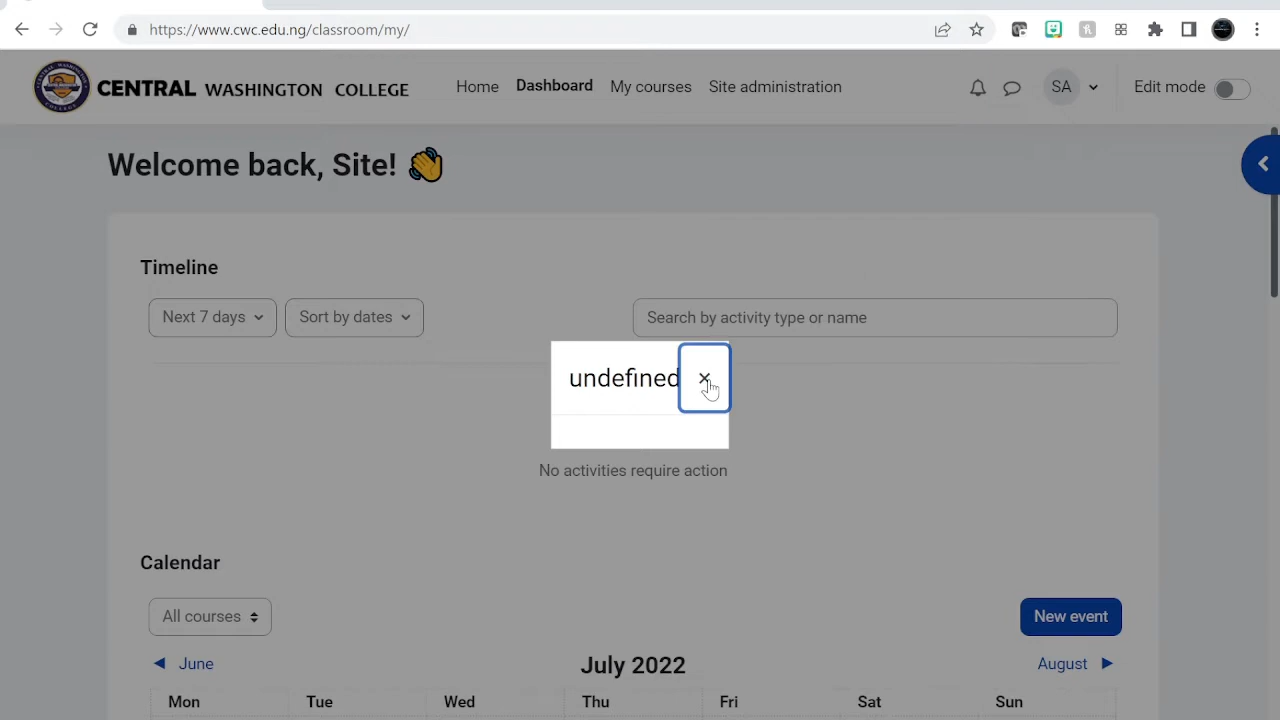 https://www.cwc.edu.ng/classroom/my/
CENTRAL WASHINGTON COLLEGE
Home Dashboard My courses Site administration
SA
Edit mode
Welcome back, Site! 👋
Timeline
Next 7 days
Sort by dates
Search by activity type or name
undefined ×
No activities require action
Calendar
All courses
New event
◀ June
July 2022
August ▶
Mon Tue Wed Thu Fri Sat Sun